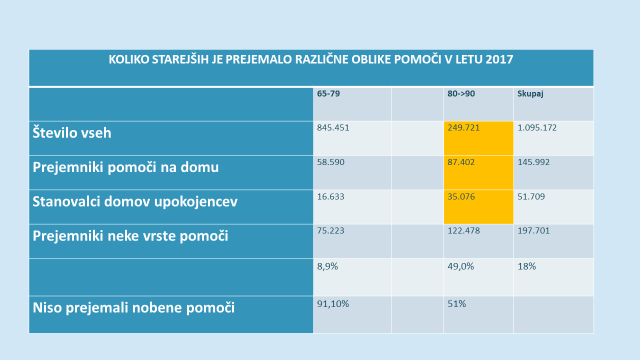 KOLIKO STAREJŠIH JE PREJEMALO RAZLIČNE OBLIKE POMOČI V LETU 2017
65-79 80->90 Skupaj
Število vseh 845.451 249.721 1.095.172
Prejemniki pomoči na domu 58.590 87.402 145.992
Stanovalci domov upokojencev 16.633 35.076 51.709
Prejemniki neke vrste pomoči 75.223 122.478 197.701
8,9% 49,0% 18%
Niso prejemali nobene pomoči 91,10% 51%